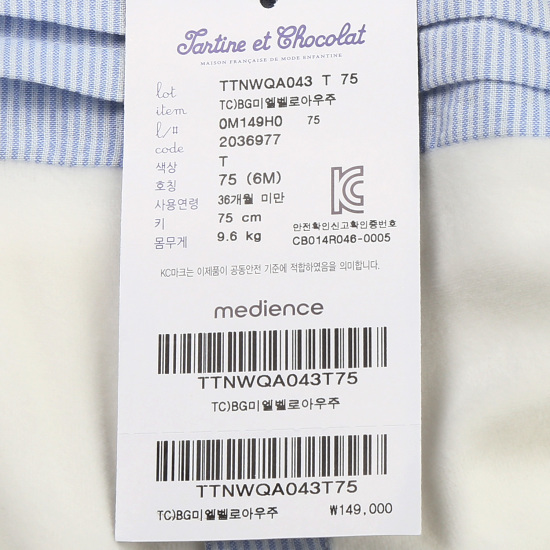 Tartine et Chocolat
MAISON FRANÇAISE DE MODE ENFANTINE
lot TTNWQA043 T 75
item TC)BG미엘벨로아우주
l/# 0M149H0 75
code 2036977
색상 T
호칭 75 (6M)
사용연령 36개월 미만
키 75 cm
몸무게 9.6 kg
안전확인신고확인증번호
CB014R046-0005
KC마크는 이제품이 공동안전 기준에 적합하였음을 의미합니다.
medience
TTNWQA043T75
TC)BG미엘벨로아우주
TTNWQA043T75
TC)BG미엘벨로아우주 ₩149,000